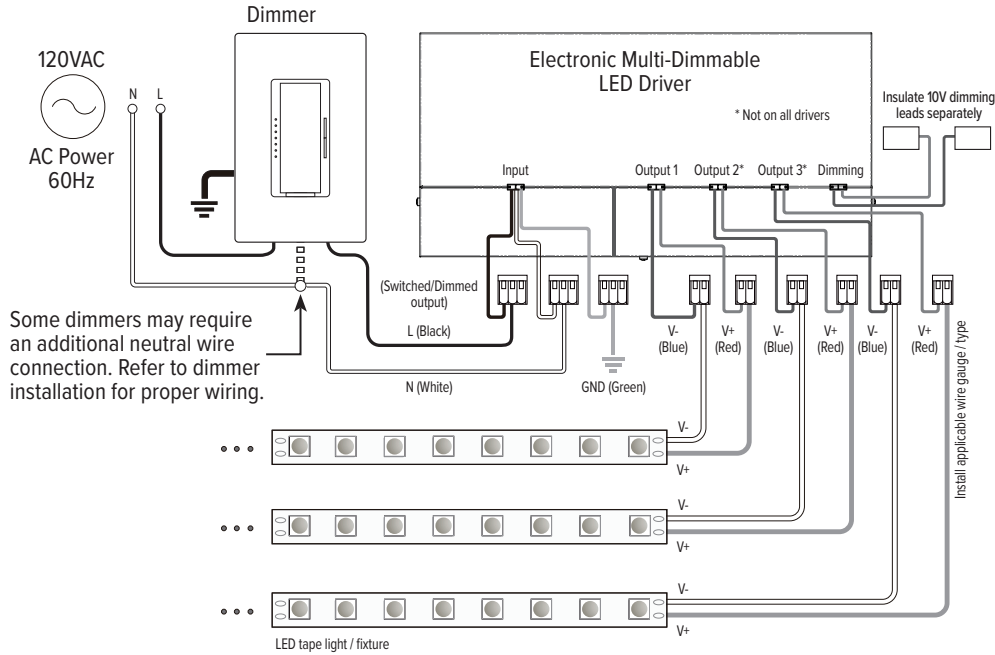 Dimmer
120VAC
AC Power
60Hz
N
L
Electronic Multi-Dimmable
LED Driver
* Not on all drivers
Insulate 10V dimming
leads separately
Input
Output 1
Output 2*
Output 3*
Dimming
(Switched/Dimmed
output)
L (Black)
N (White)
GND (Green)
V-
(Blue)
V+
(Red)
V-
(Blue)
V+
(Red)
V-
(Blue)
V+
(Red)
Install applicable wire gauge / type
Some dimmers may require
an additional neutral wire
connection. Refer to dimmer
installation for proper wiring.
V-
V+
V-
V+
V-
V+
LED tape light / fixture